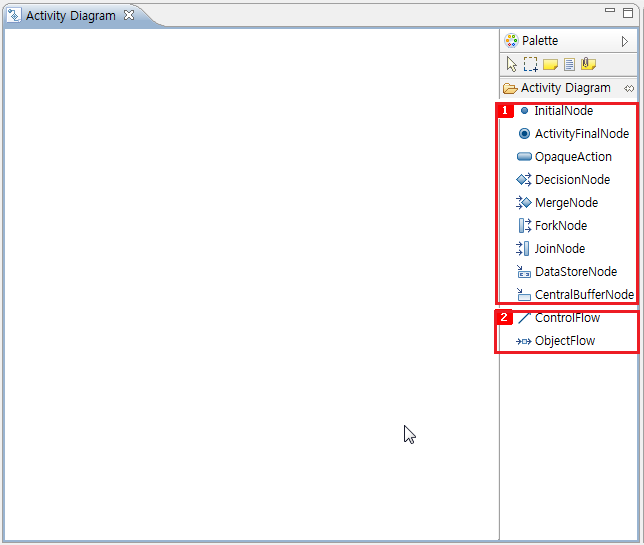 Activity Diagram
Palette
Activity Diagram
1
InitialNode
ActivityFinalNode
OpaqueAction
DecisionNode
MergeNode
ForkNode
JoinNode
DataStoreNode
CentralBufferNode
2
ControlFlow
ObjectFlow